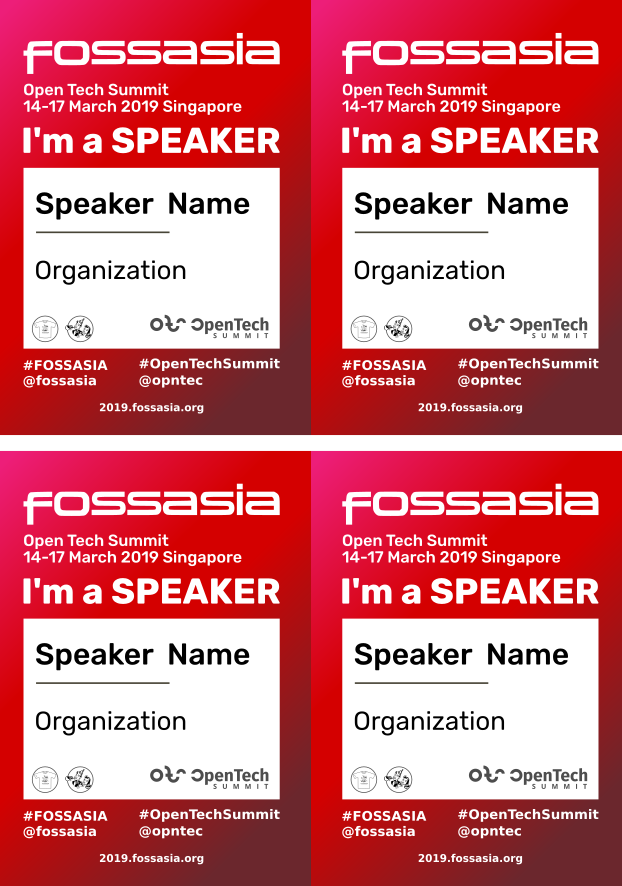 fossasia
Open Tech Summit
14-17 March 2019 Singapore
I'm a SPEAKER
Speaker Name
Organization
OpenTech
SUMMIT
#FOSSASIA #OpenTechSummit
@fossasia @opntec
2019.fossasia.org
fossasia
Open Tech Summit
14-17 March 2019 Singapore
I'm a SPEAKER
Speaker Name
Organization
OpenTech
SUMMIT
#FOSSASIA #OpenTechSummit
@fossasia @opntec
2019.fossasia.org
fossasia
Open Tech Summit
14-17 March 2019 Singapore
I'm a SPEAKER
Speaker Name
Organization
OpenTech
SUMMIT
#FOSSASIA #OpenTechSummit
@fossasia @opntec
2019.fossasia.org
fossasia
Open Tech Summit
14-17 March 2019 Singapore
I'm a SPEAKER
Speaker Name
Organization
OpenTech
SUMMIT
#FOSSASIA #OpenTechSummit
@fossasia @opntec
2019.fossasia.org